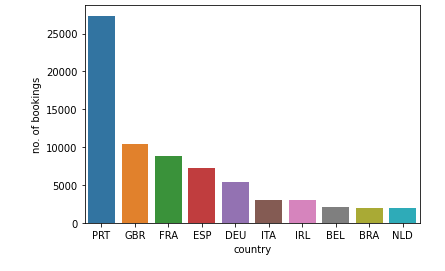 25000
20000
15000
10000
5000
0
no. of bookings
PRT GBR FRA ESP DEU ITA IRL BEL BRA NLD
country